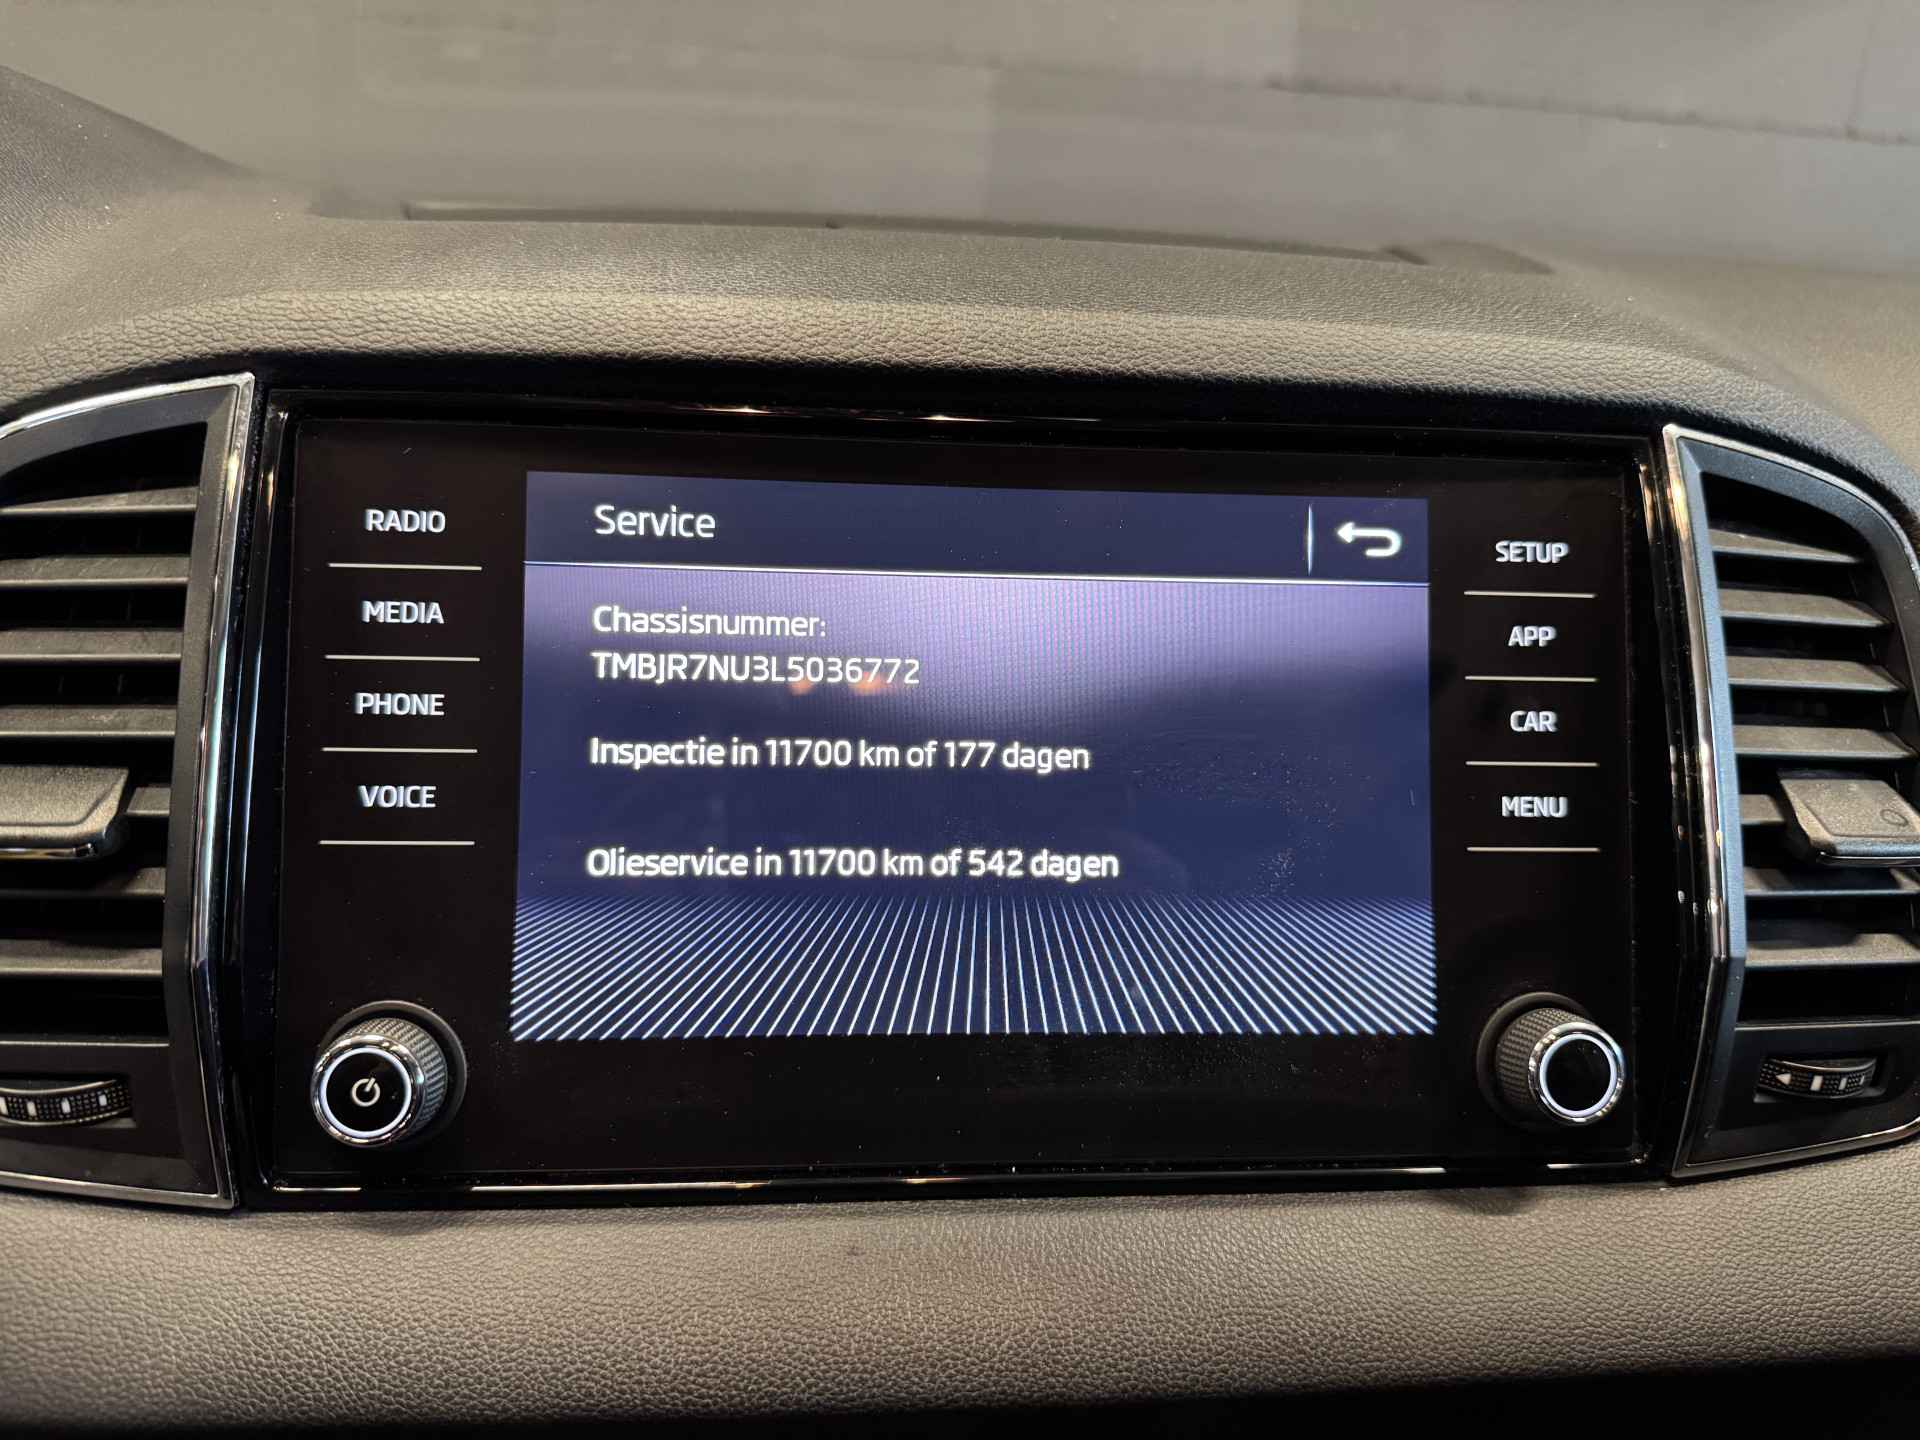 RADIO
MEDIA
PHONE
VOICE
Service
Chassisnummer:
TMBJR7NU3L5036772
Inspectie in 11700 km of 177 dagen
Olieservice in 11700 km of 542 dagen
SETUP
APP
CAR
MENU